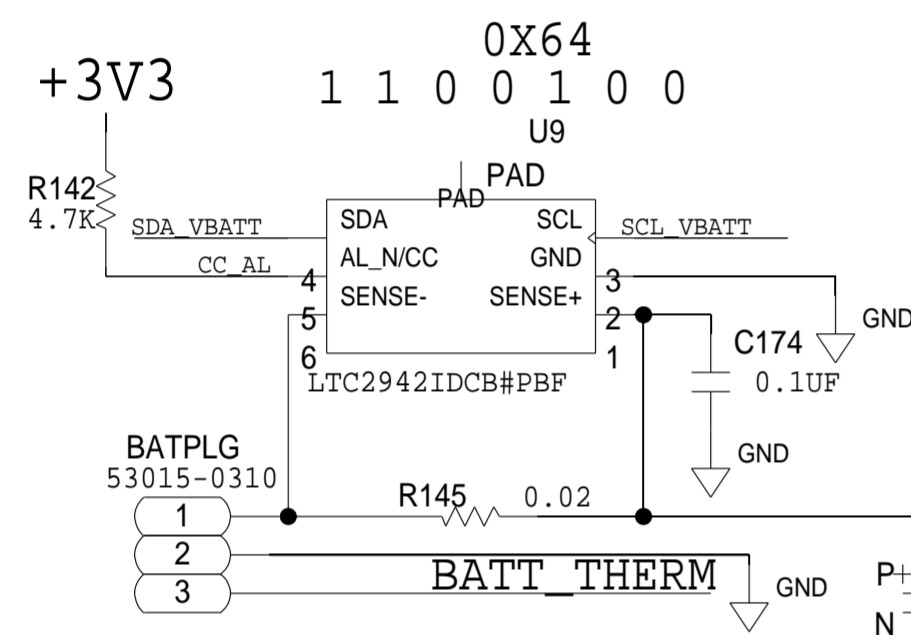 0X64
+3V3
1 1 0 0 1 0 0
U9
PAD
PAD
R142
4.7K
SDA_VBATT
SDA
SCL
SCL_VBATT
CC_AL
AL_N/CC
GND
4
3
SENSE-
SENSE+
5
2
GND
6
1
C174
0.1UF
LTC2942IDCB#PBF
GND
BATPLG
53015-0310
R145
0.02
1
2
BATT_THERM
GND
3
P+
N